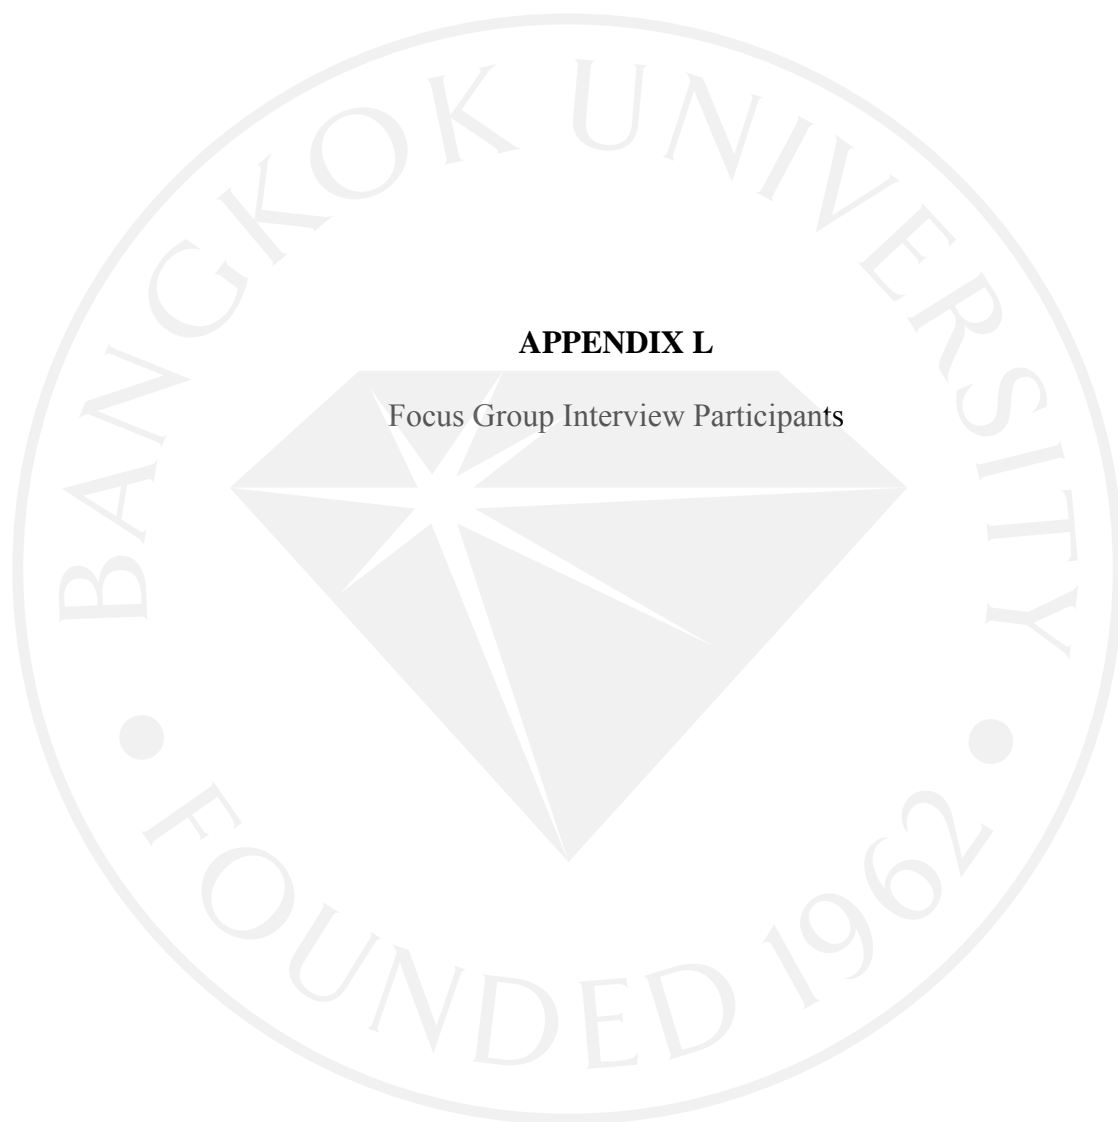 BANGKOK UNIVERSITY
APPENDIX L
Focus Group Interview Participants
FOUNDED 1962